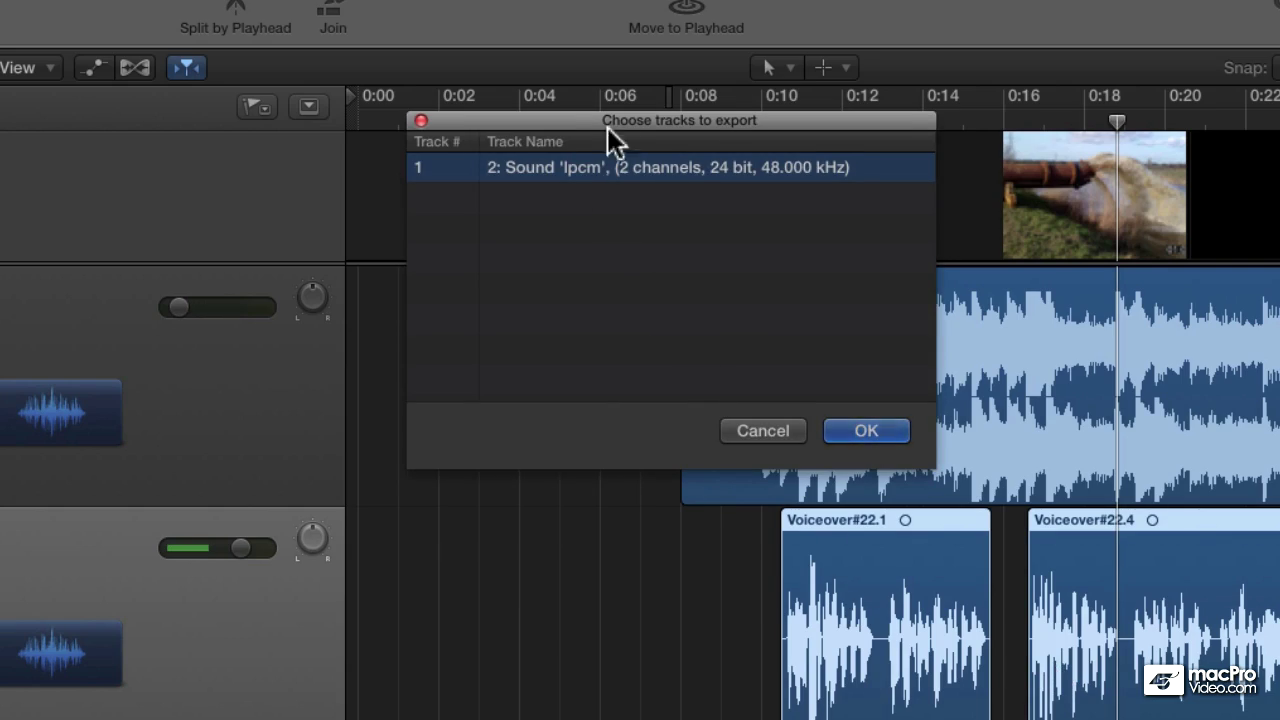 Split by Playhead
Join
Move to Playhead
View
Snap:
0:00 0:02 0:04 0:06 0:08 0:10 0:12 0:14 0:16 0:18 0:20 0:22
Choose tracks to export
Track # Track Name
1 2: Sound 'lpcm', (2 channels, 24 bit, 48.000 kHz)
L R
Cancel OK
Voiceover#22.1 Voiceover#22.4
L R
macPro
Video.com